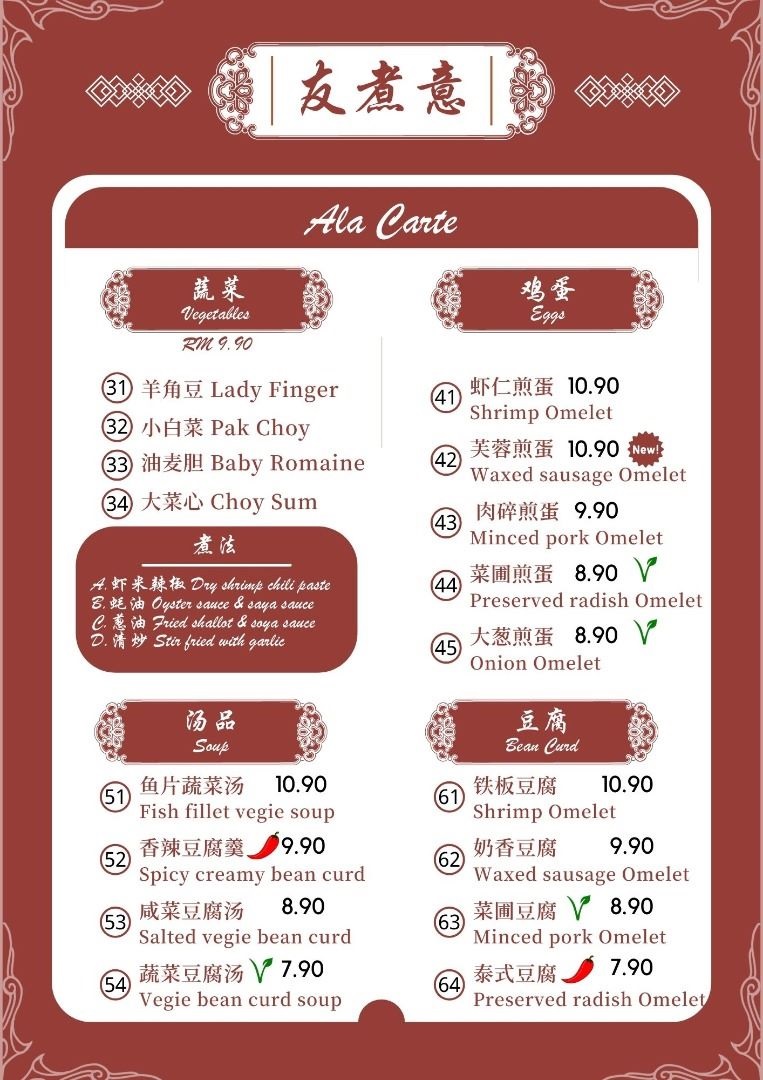 友煮意
Ala Carte
蔬菜
Vegetables
RM 9.90
31 羊角豆 Lady Finger
32 小白菜 Pak Choy
33 油麦胆 Baby Romaine
34 大菜心 Choy Sum
煮法
A. 虾米辣椒 Dry shrimp chili paste
B. 蚝油 Oyster sauce & saya sauce
C. 葱油 Fried shallot & soya sauce
D. 清炒 Stir fried with garlic
鸡蛋
Eggs
41 虾仁煎蛋 10.90
Shrimp Omelet
42 芙蓉煎蛋 10.90 New!
Waxed sausage Omelet
43 肉碎煎蛋 9.90
Minced pork Omelet
44 菜圃煎蛋 8.90
Preserved radish Omelet
45 大葱煎蛋 8.90
Onion Omelet
汤品
Soup
51 鱼片蔬菜汤 10.90
Fish fillet vegie soup
52 香辣豆腐羹 9.90
Spicy creamy bean curd
53 咸菜豆腐汤 8.90
Salted vegie bean curd
54 蔬菜豆腐汤 7.90
Vegie bean curd soup
豆腐
Bean Curd
61 铁板豆腐 10.90
Shrimp Omelet
62 奶香豆腐 9.90
Waxed sausage Omelet
63 菜圃豆腐 8.90
Minced pork Omelet
64 泰式豆腐 7.90
Preserved radish Omelet